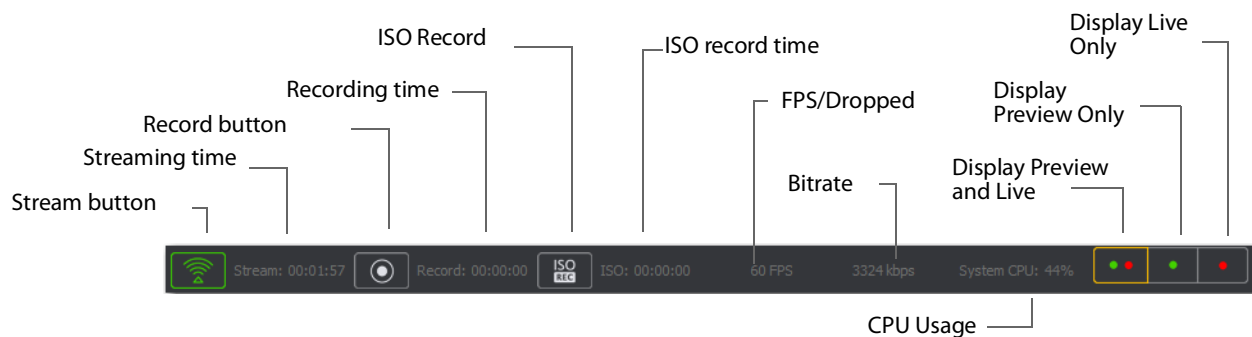 Display Live
Only
ISO Record
ISO record time
Recording time
FPS/Dropped
Display
Preview Only
Record button
Streaming time
Bitrate
Display Preview
and Live
Stream button
Stream: 00:01:57
Record: 00:00:00
ISO
REC
ISO: 00:00:00
60 FPS
3324 kbps
System CPU: 44%
CPU Usage